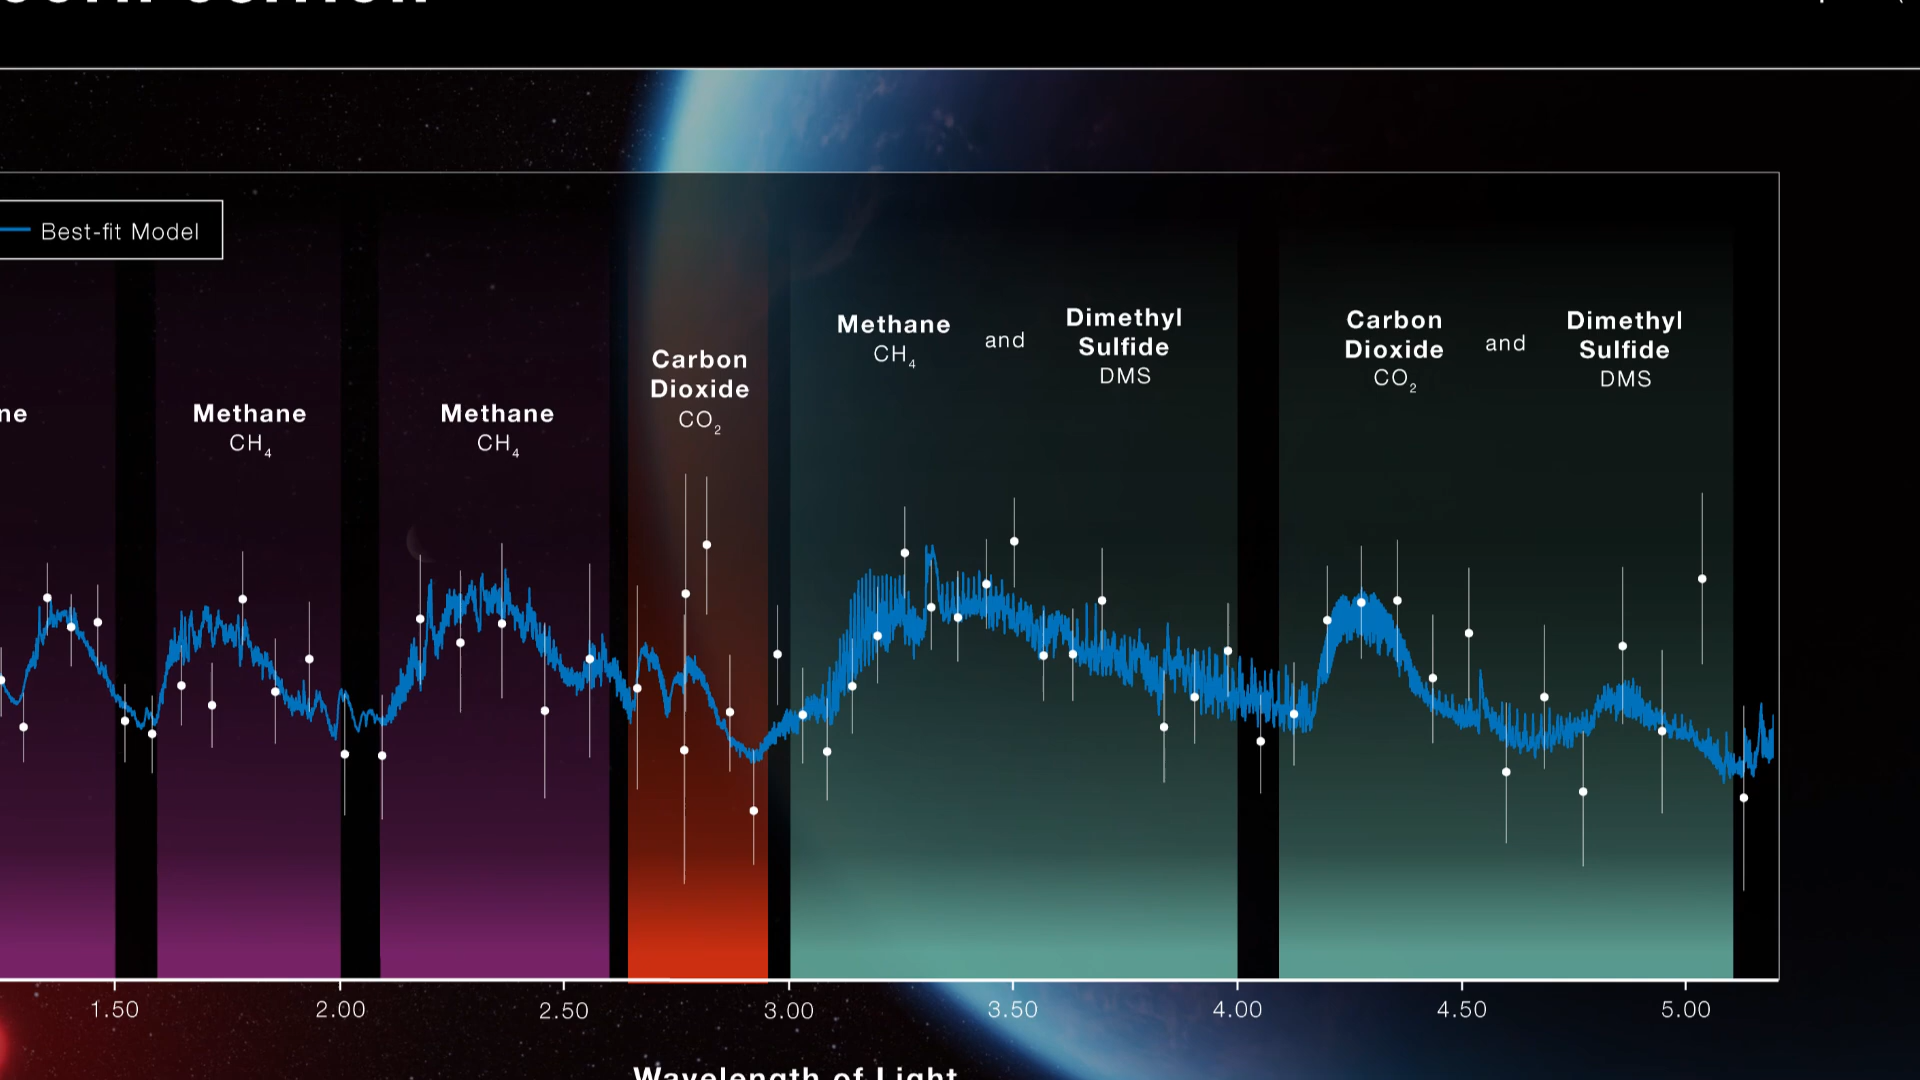 Best-fit Model
Methane
CH4
Methane
CH4
Carbon
Dioxide
CO2
Methane
CH4
and
Dimethyl
Sulfide
DMS
Carbon
Dioxide
CO2
and
Dimethyl
Sulfide
DMS
1.50 2.00 2.50 3.00 3.50 4.00 4.50 5.00
Wavelength of Light